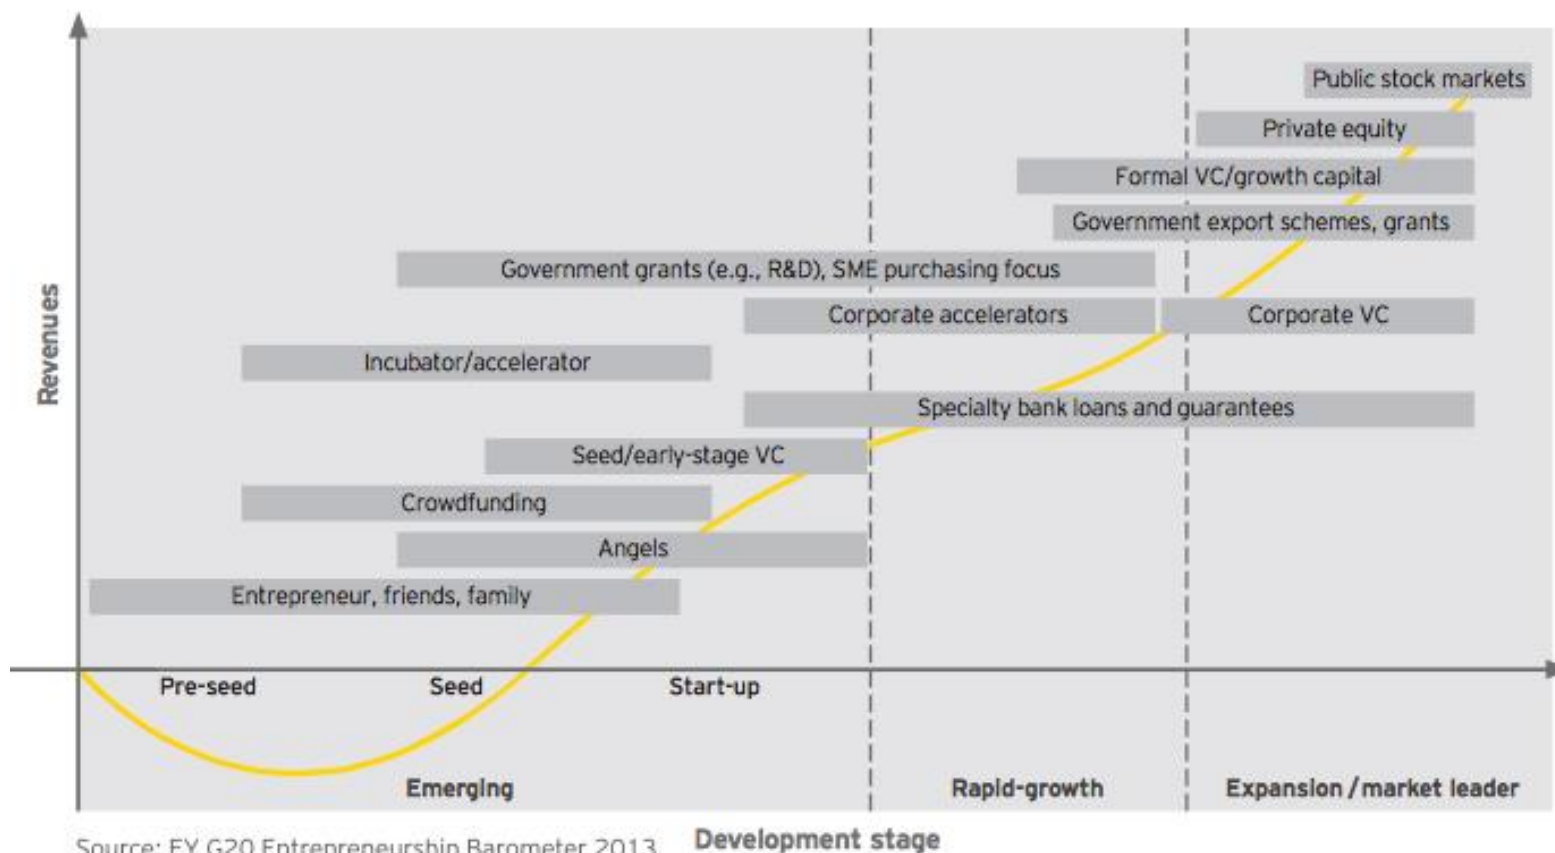 Public stock markets
Private equity
Formal VC/growth capital
Government export schemes, grants
Government grants (e.g., R&D), SME purchasing focus
Corporate accelerators
Corporate VC
Incubator/accelerator
Specialty bank loans and guarantees
Seed/early-stage VC
Crowdfunding
Angels
Entrepreneur, friends, family
Revenues
Pre-seed
Seed
Start-up
Emerging
Rapid-growth
Expansion / market leader
Development stage
Source: EY G20 Entrepreneurship Barometer 2013